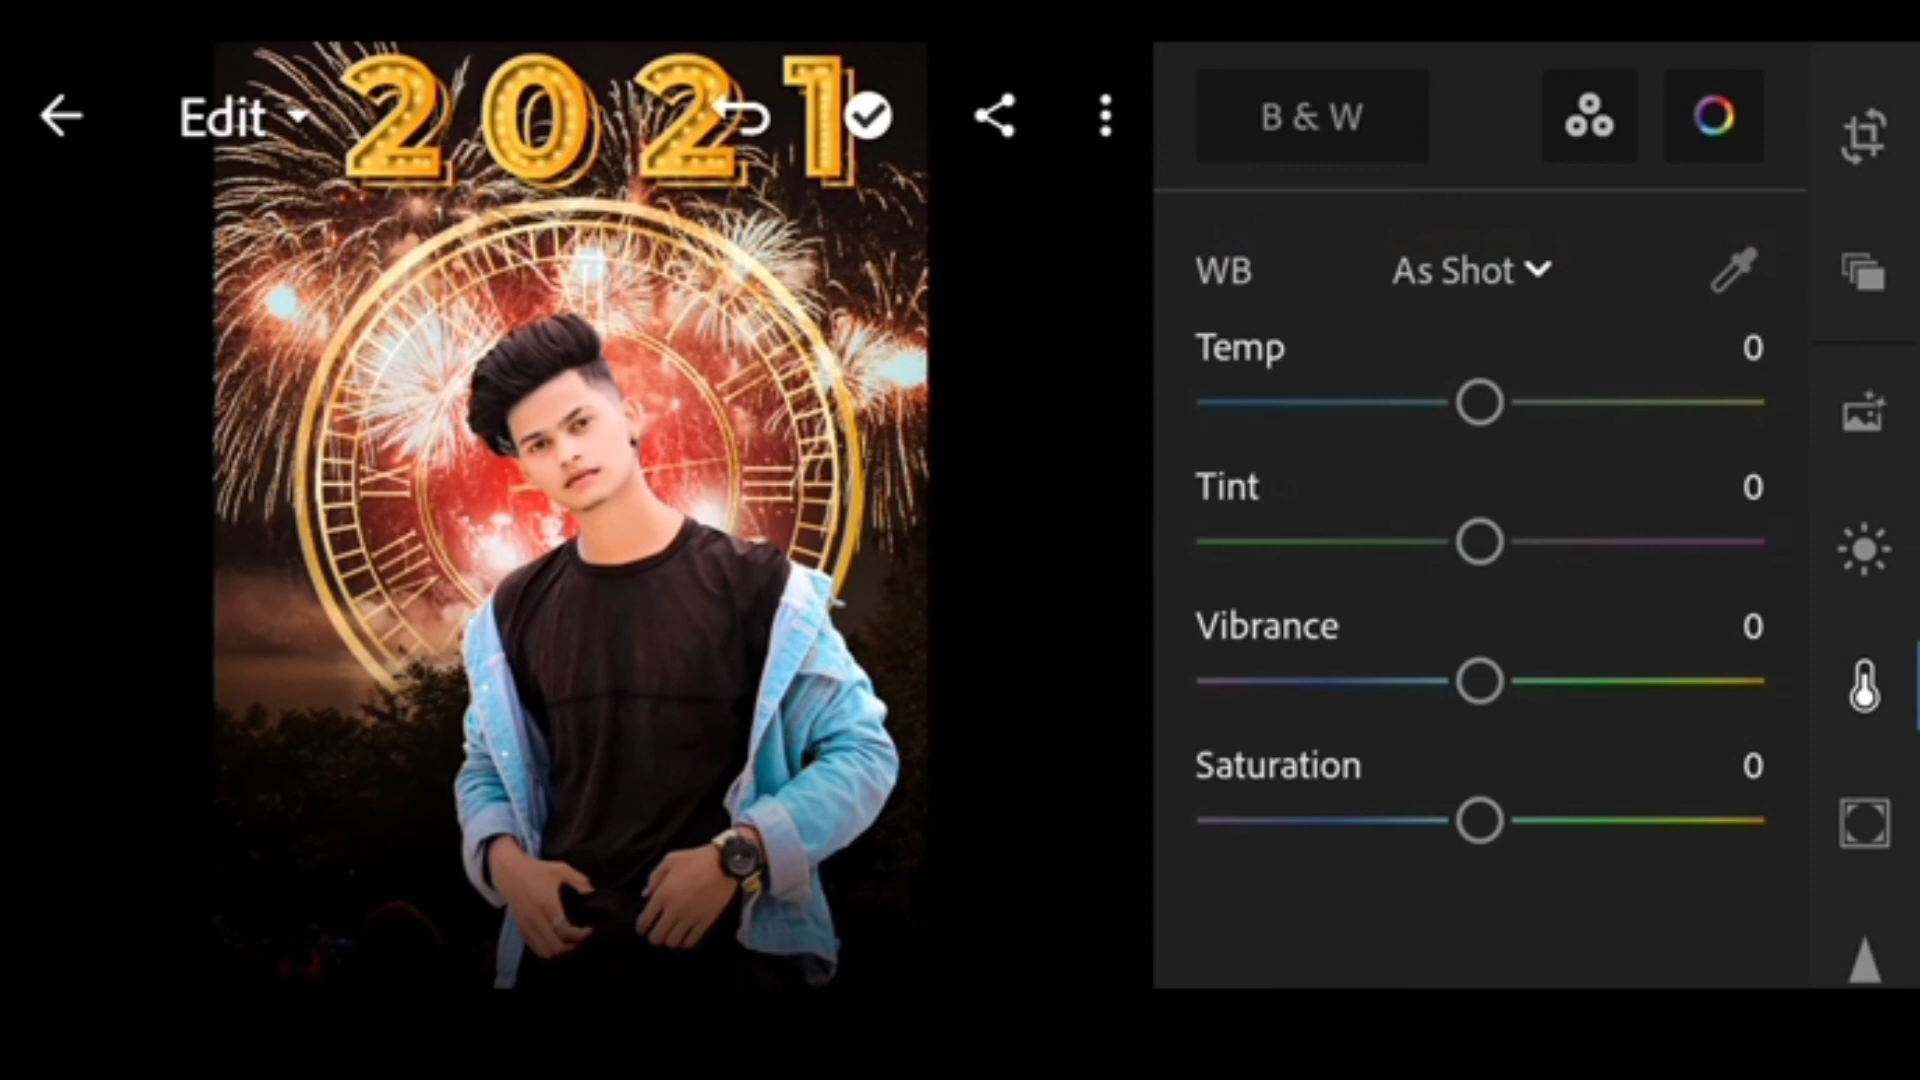 2021
Edit
B & W
WB As Shot
Temp 0
Tint 0
Vibrance 0
Saturation 0